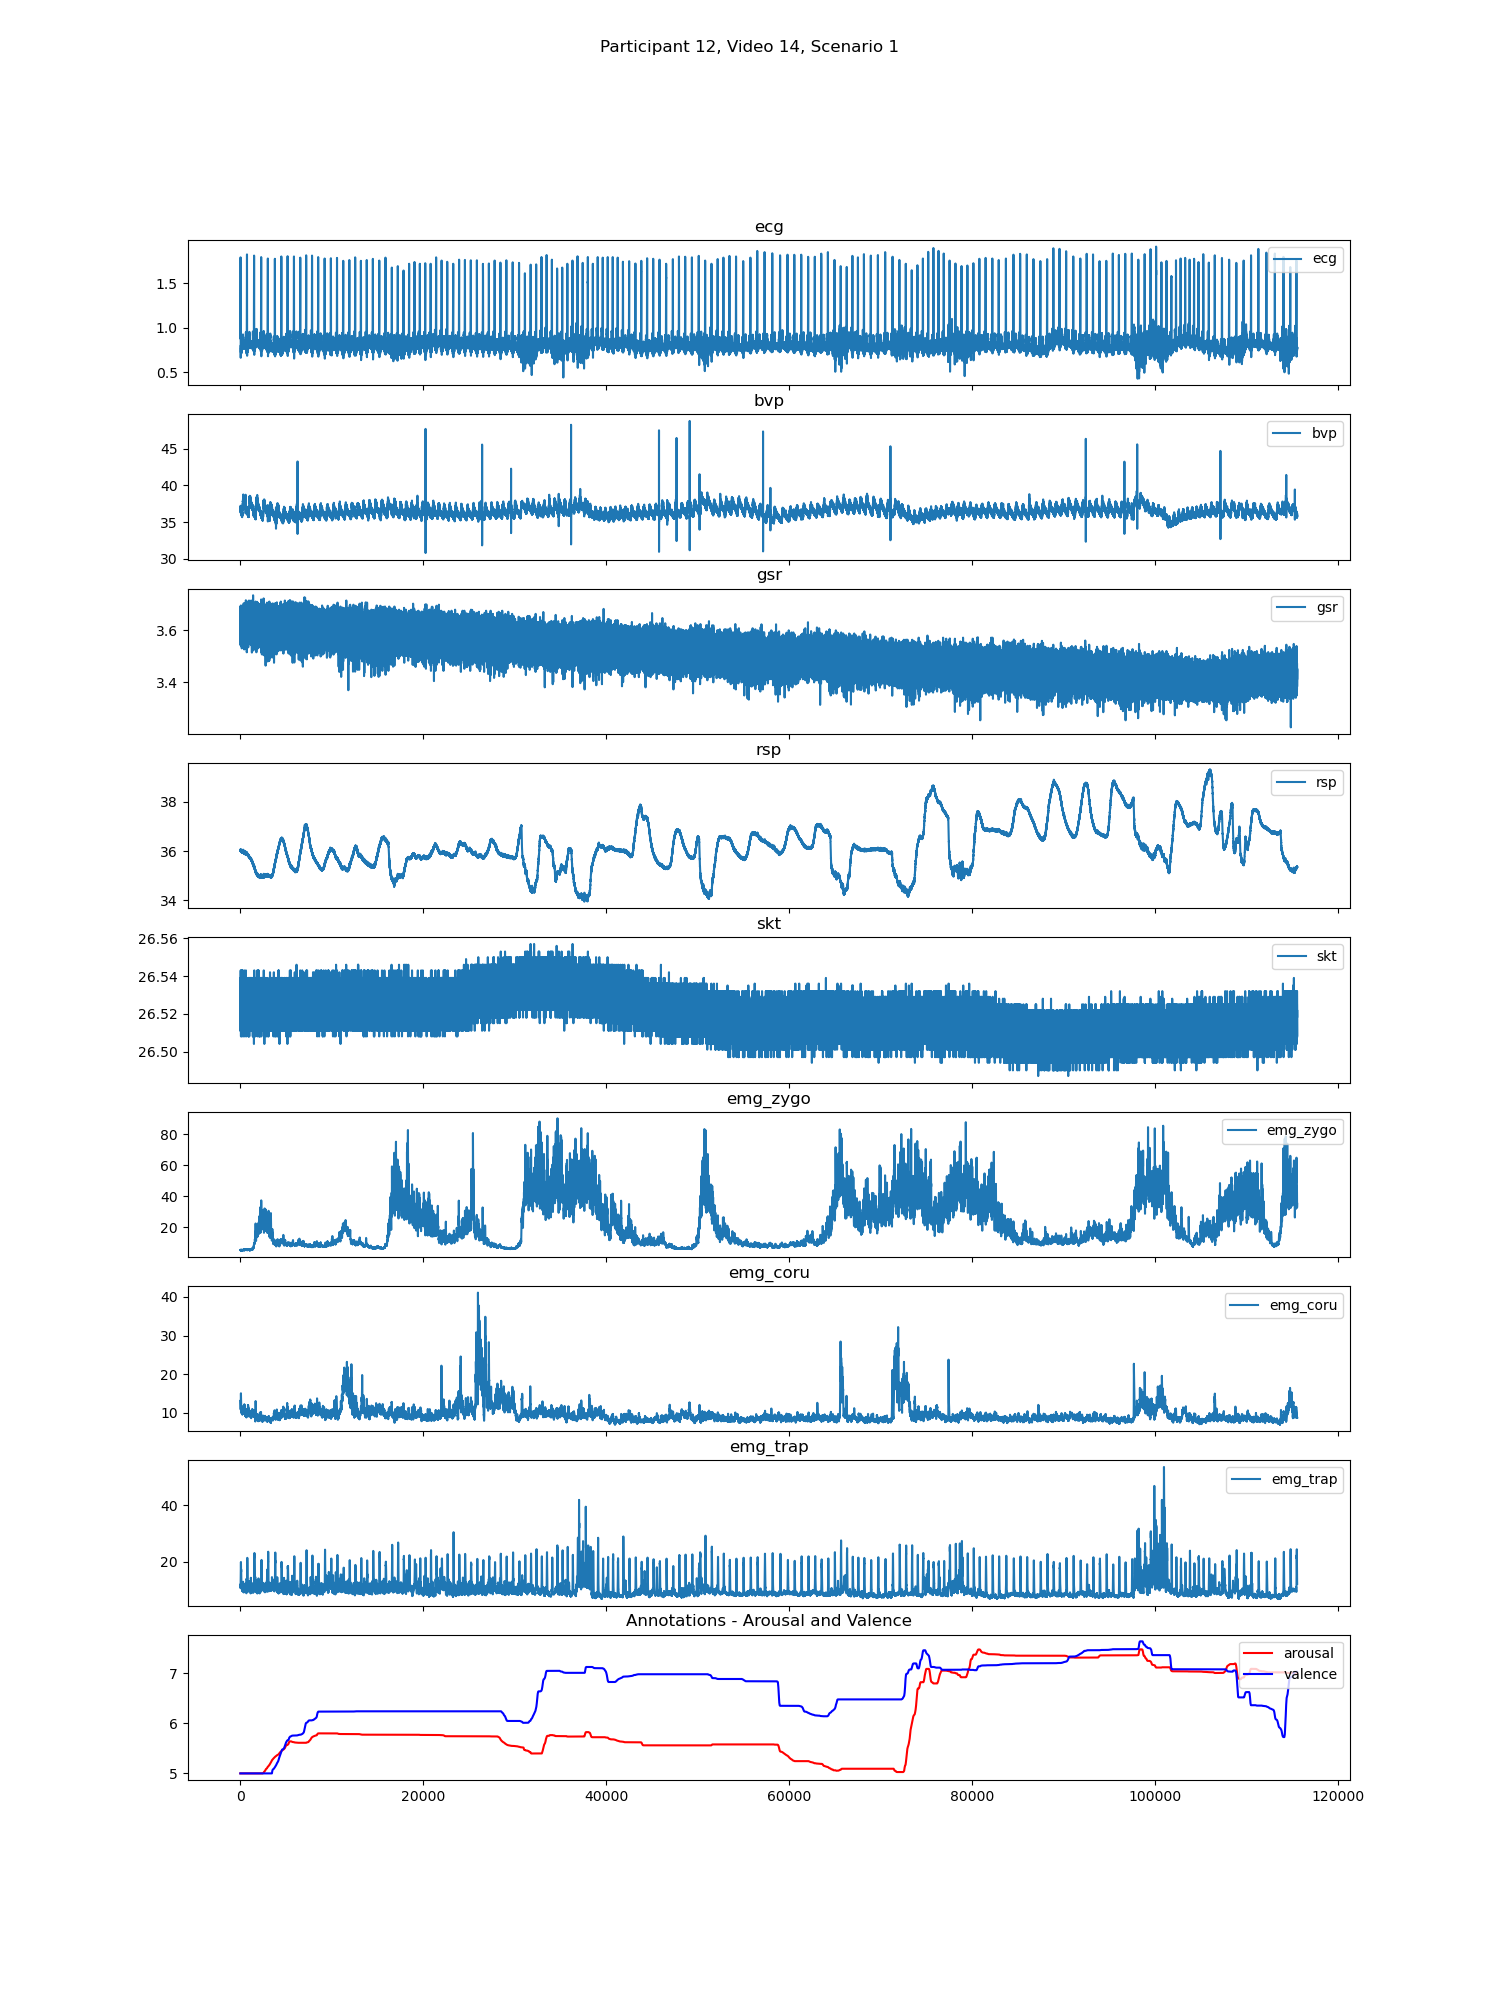 Participant 12, Video 14, Scenario 1
ecg
ecg
1.5
1.0
0.5
bvp
bvp
45
40
35
30
gsr
gsr
3.6
3.4
rsp
rsp
38
36
34
skt
skt
26.56
26.54
26.52
26.50
emg_zygo
emg_zygo
80
60
40
20
emg_coru
emg_coru
40
30
20
10
emg_trap
emg_trap
40
20
Annotations - Arousal and Valence
arousal
valence
7
6
5
0 20000 40000 60000 80000 100000 120000